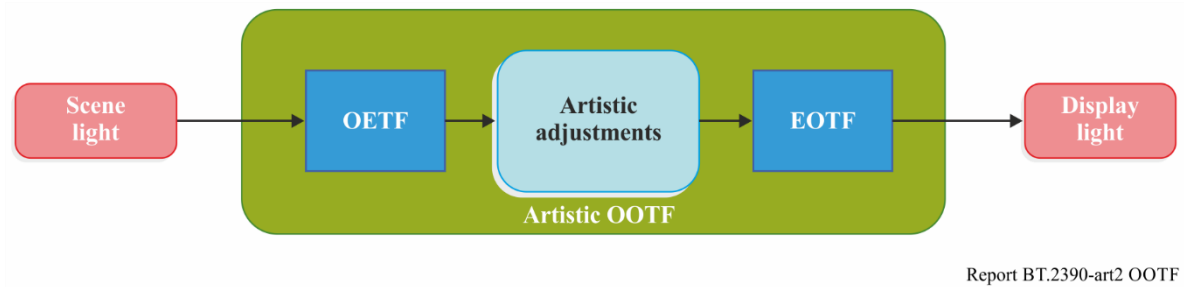 Scene
light
OETF
Artistic
adjustments
EOTF
Display
light
Artistic OOTF
Report BT.2390-art2 OOTF